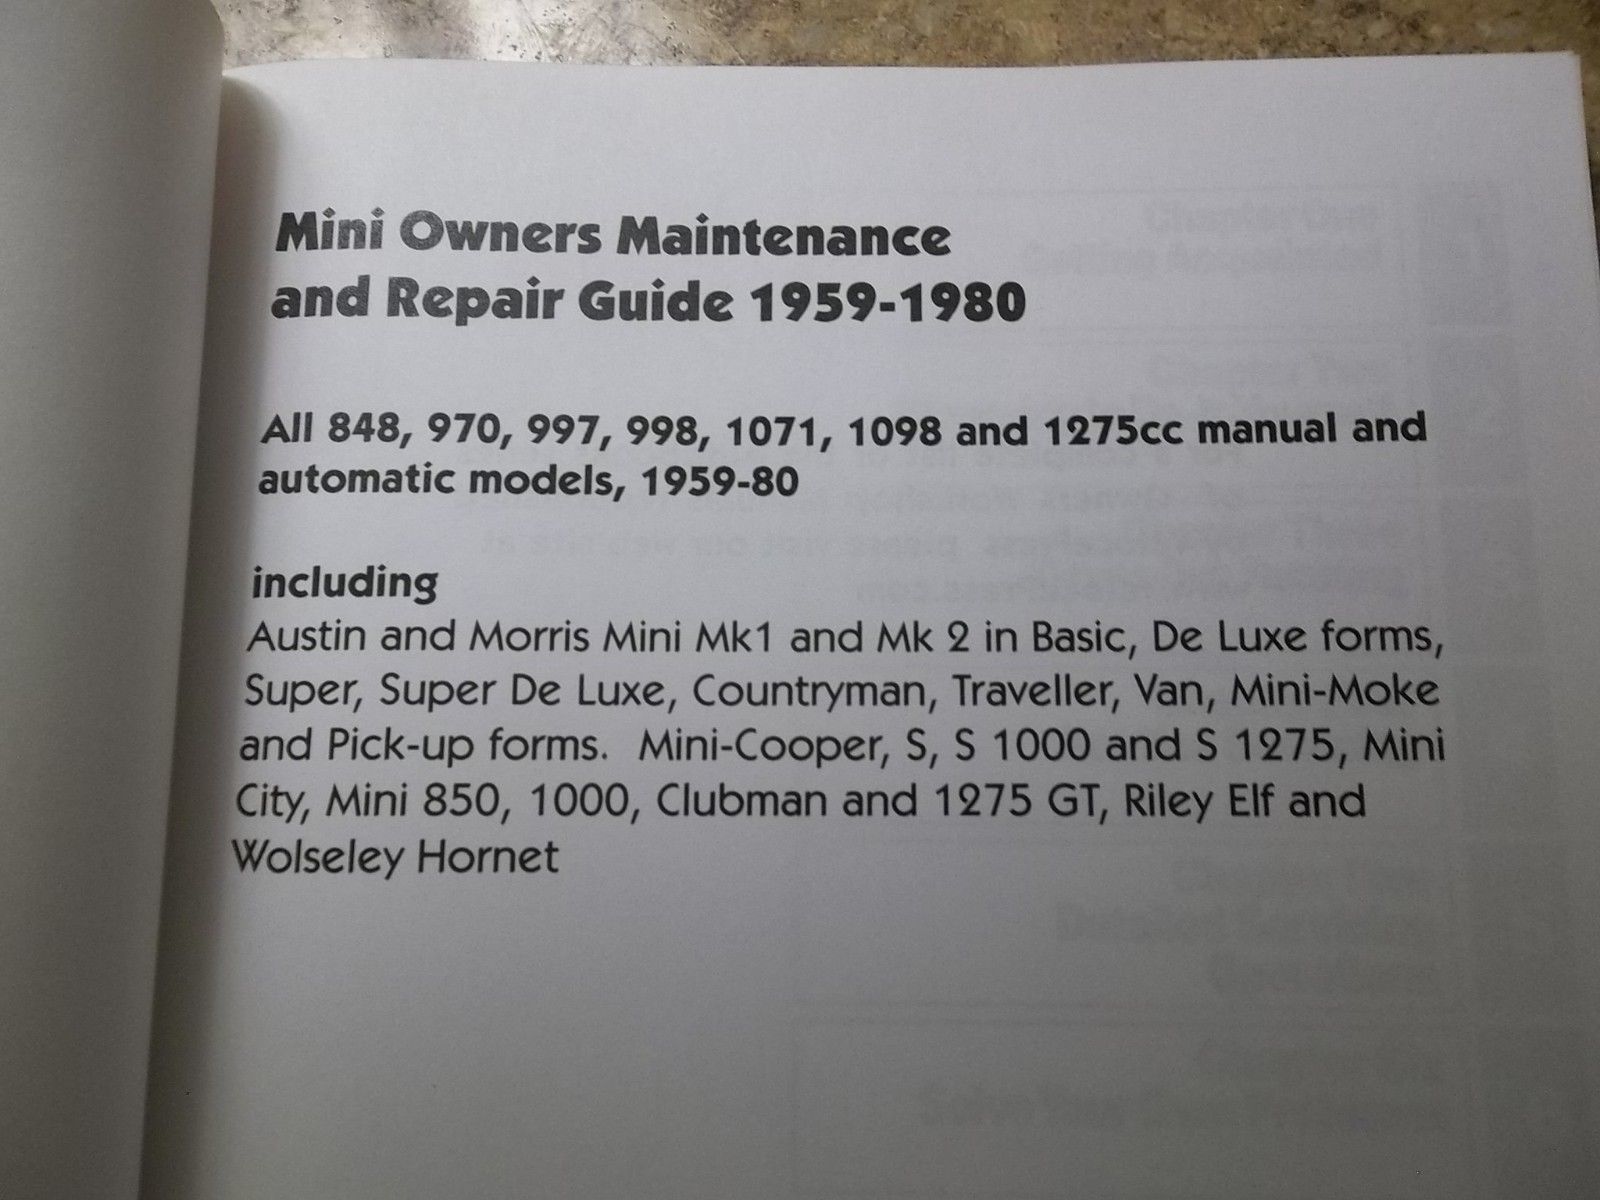 Mini Owners Maintenance
and Repair Guide 1959-1980
All 848, 970, 997, 998, 1071, 1098 and 1275cc manual and
automatic models, 1959-80
including
Austin and Morris Mini Mk1 and Mk 2 in Basic, De Luxe forms,
Super, Super De Luxe, Countryman, Traveller, Van, Mini-Moke
and Pick-up forms.  Mini-Cooper, S, S 1000 and S 1275, Mini
City, Mini 850, 1000, Clubman and 1275 GT, Riley Elf and
Wolseley Hornet